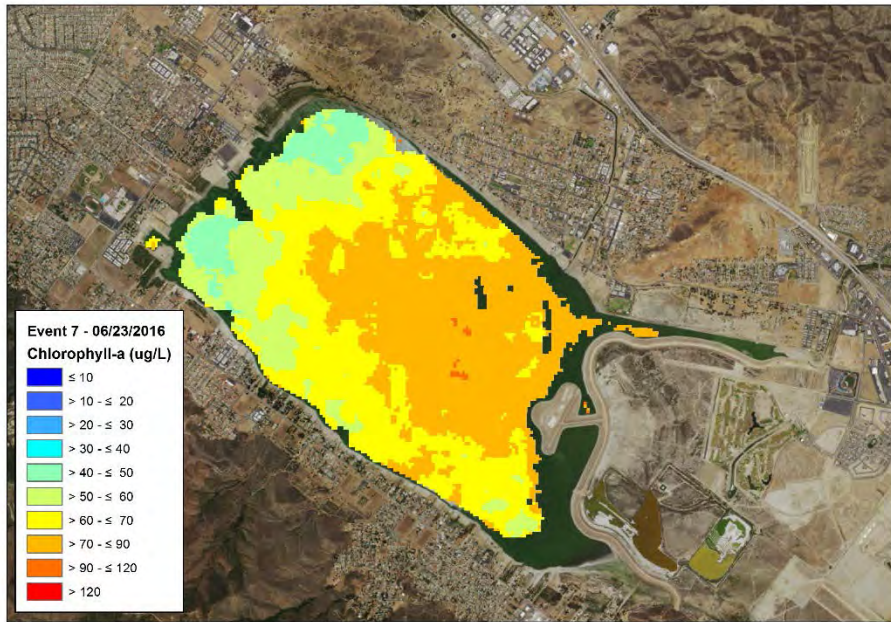 Event 7 - 06/23/2016
Chlorophyll-a (ug/L)
≤ 10
> 10 - ≤ 20
> 20 - ≤ 30
> 30 - ≤ 40
> 40 - ≤ 50
> 50 - ≤ 60
> 60 - ≤ 70
> 70 - ≤ 90
> 90 - ≤ 120
> 120